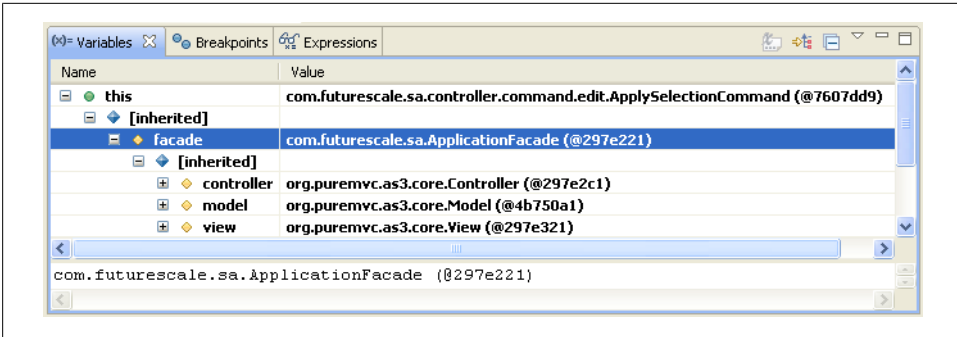 (x)= Variables Breakpoints Expressions
Name Value
this com.futurescale.sa.controller.command.edit.ApplySelectionCommand (@7607dd9)
[inherited]
facade com.futurescale.sa.ApplicationFacade (@297e221)
[inherited]
controller org.puremvc.as3.core.Controller (@297e2c1)
model org.puremvc.as3.core.Model (@4b750a1)
view org.puremvc.as3.core.View (@297e321)
com.futurescale.sa.ApplicationFacade (@297e221)